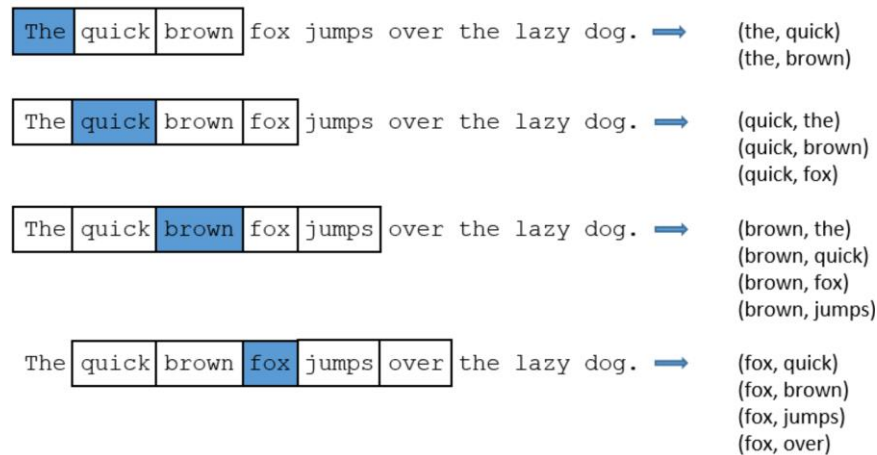 The quick brown fox jumps over the lazy dog.
(the, quick)
(the, brown)
The quick brown fox jumps over the lazy dog.
(quick, the)
(quick, brown)
(quick, fox)
The quick brown fox jumps over the lazy dog.
(brown, the)
(brown, quick)
(brown, fox)
(brown, jumps)
The quick brown fox jumps over the lazy dog.
(fox, quick)
(fox, brown)
(fox, jumps)
(fox, over)